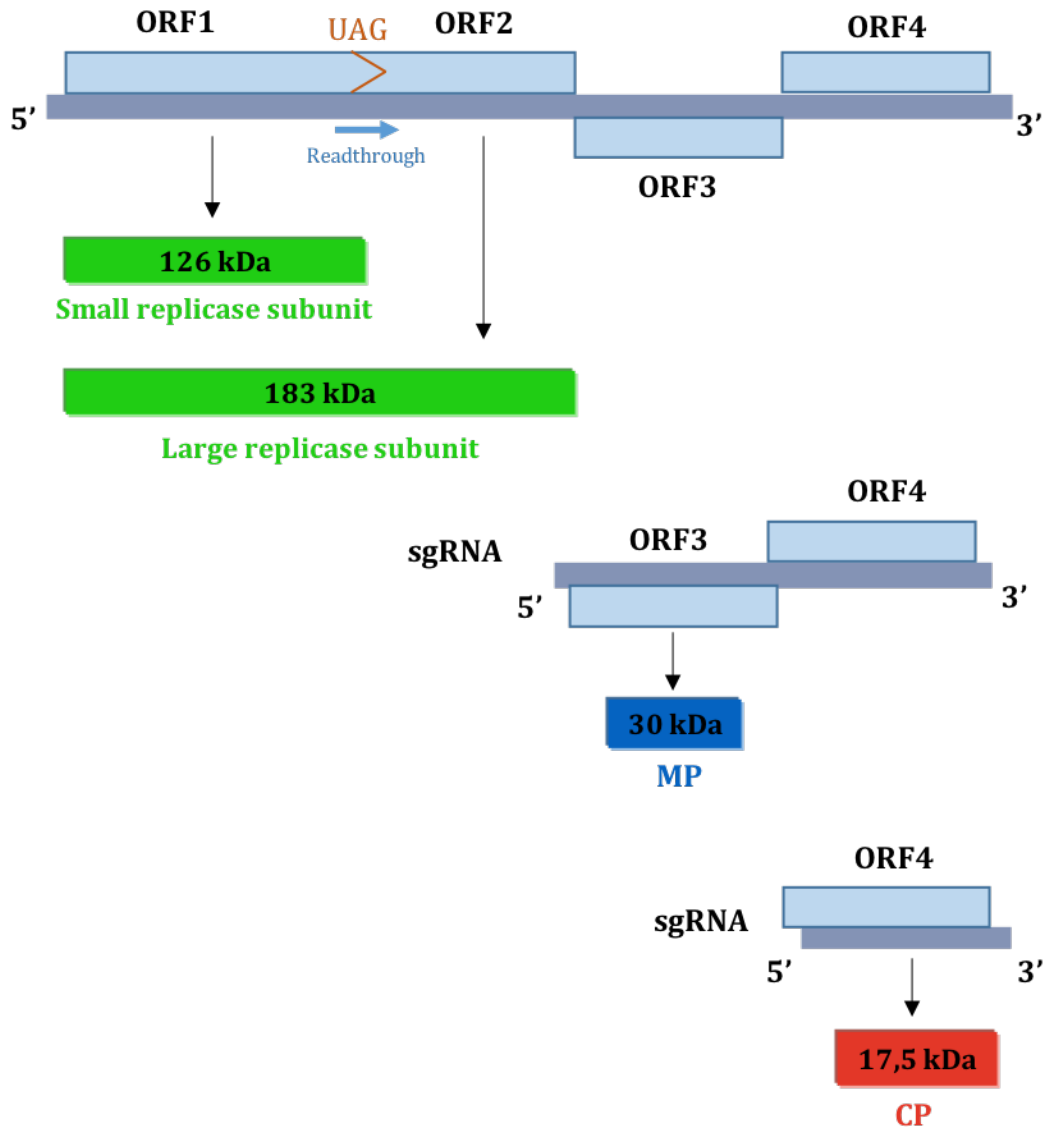 ORF1
UAG
ORF2
ORF4
5’
3’
Readthrough
ORF3
126 kDa
Small replicase subunit
183 kDa
Large replicase subunit
ORF4
sgRNA
ORF3
5’
3’
30 kDa
MP
ORF4
sgRNA
5’
3’
17,5 kDa
CP